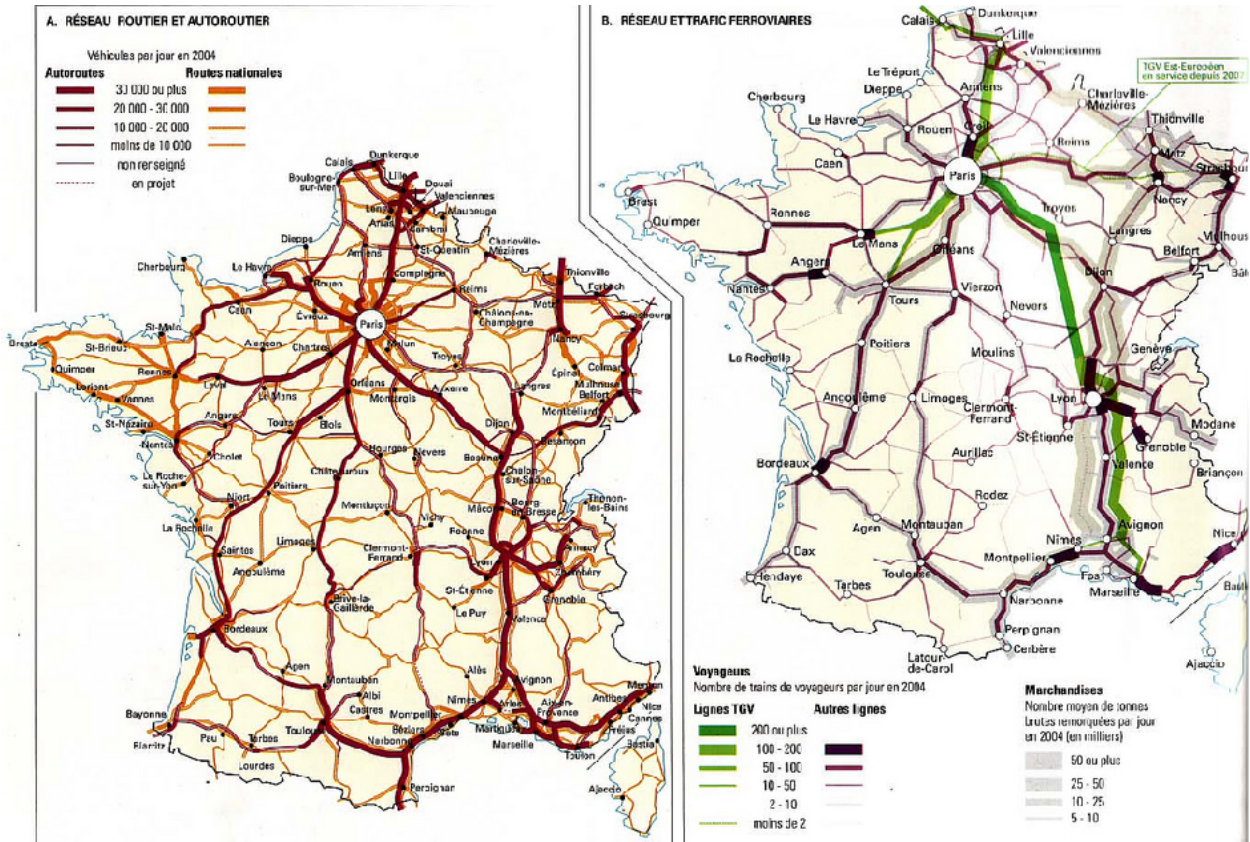 A. RÉSEAU ROUTIER ET AUTOROUTIER
Véhicules par jour en 2004
Autoroutes
Routes nationales
30 000 ou plus
20 000 - 30 000
10 000 - 20 000
moins de 10 000
non renseigné
en projet
Dunkerque
Calais
Lille
Boulogne-
sur-Mer
Douai
Valenciennes
Lens
Arras
Maubeuge
Cambrai
Dieppe
Amiens
St-Quentin
Charleville-
Mézières
Cherbourg
Le Havre
Rouen
Compiègne
Thionville
Forbach
Reims
Metz
Caen
Évreux
Paris
Châlons-en-
Champagne
Strasbourg
St-Malo
Nancy
Brest
St-Brieuc
Alençon
Chartres
Melun
Troyes
Épinal
Colmar
Quimper
Rennes
Laval
Le Mans
Orléans
Montargis
Auxerre
Langres
Mulhouse
Belfort
Lorient
Vannes
Montbéliard
St-Nazaire
Angers
Tours
Blois
Dijon
Besançon
Nantes
Cholet
Bourges
Nevers
Beaune
Chalon-
sur-Saône
La Roche-
sur-Yon
Châteauroux
Poitiers
Niort
Montluçon
Mâcon
Bourg
en-Bresse
Thonon-
les-Bains
La Rochelle
Vichy
Roanne
Annecy
Saintes
Limoges
Clermont-
Ferrand
Lyon
Chambéry
Angoulême
St-Étienne
Brive-la-
Gaillarde
Grenoble
Le Puy
Valence
Bordeaux
Agen
Alès
Montauban
Albi
Avignon
Menton
Nîmes
Antibes
Castres
Arles
Aix-en-
Provence
Nice
Bayonne
Montpellier
Cannes
Biarritz
Pau
Tarbes
Toulouse
Béziers
Sète
Martigues
Fréjus
Marseille
Bastia
Lourdes
Narbonne
Toulon
Perpignan
Ajaccio
B. RÉSEAU ET TRAFIC FERROVIAIRES
Dunkerque
Calais
Lille
Valenciennes
TGV Est-Européen
en service depuis 2007
Le Tréport
Dieppe
Amiens
Cherbourg
Charleville-
Mézières
Le Havre
Thionville
Rouen
Creil
Reims
Metz
Caen
Paris
Strasbour
Brest
Nancy
Quimper
Rennes
Troyes
Le Mans
Langres
Orléans
Mulhous
Angers
Belfort
Dijon
Bâl
Nantes
Tours
Vierzon
Nevers
Poitiers
Moulins
Genève
La Rochelle
Angoulême
Limoges
Clermont-
Ferrand
Lyon
Modane
St-Étienne
Grenoble
Bordeaux
Aurillac
Valence
Briançon
Rodez
Agen
Montauban
Avignon
Nîmes
Nice
Dax
Montpellier
Toulouse
Fos
Hendaye
Marseille
Tarbes
Narbonne
Perpignan
Latour-
de-Carol
Cerbère
Ajaccio
Voyageurs
Nombre de trains de voyageurs par jour en 2004
Lignes TGV
Autres lignes
200 ou plus
100 - 200
50 - 100
10 - 50
2 - 10
moins de 2
Marchandises
Nombre moyen de tonnes
brutes remorquées par jour
en 2004 (en milliers)
50 ou plus
25 - 50
10 - 25
5 - 10